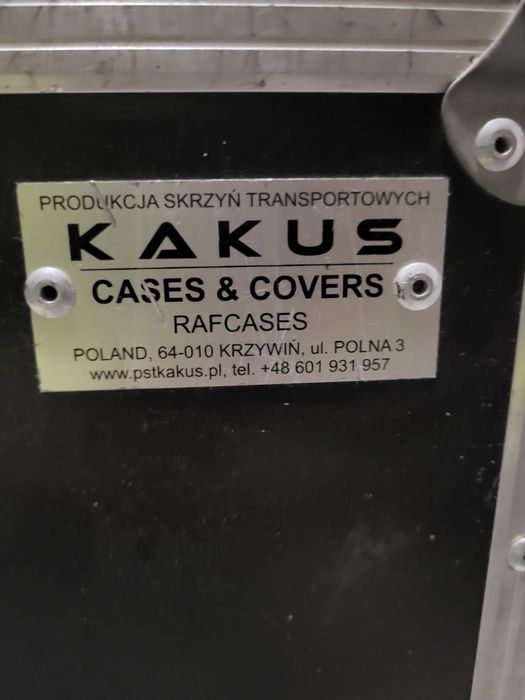 PRODUKCJA SKRZYŃ TRANSPORTOWYCH
KAKUS
CASES & COVERS
RAFCASES
POLAND, 64-010 KRZYWIŃ, ul. POLNA 3
www.pstkakus.pl, tel. +48 601 931 957